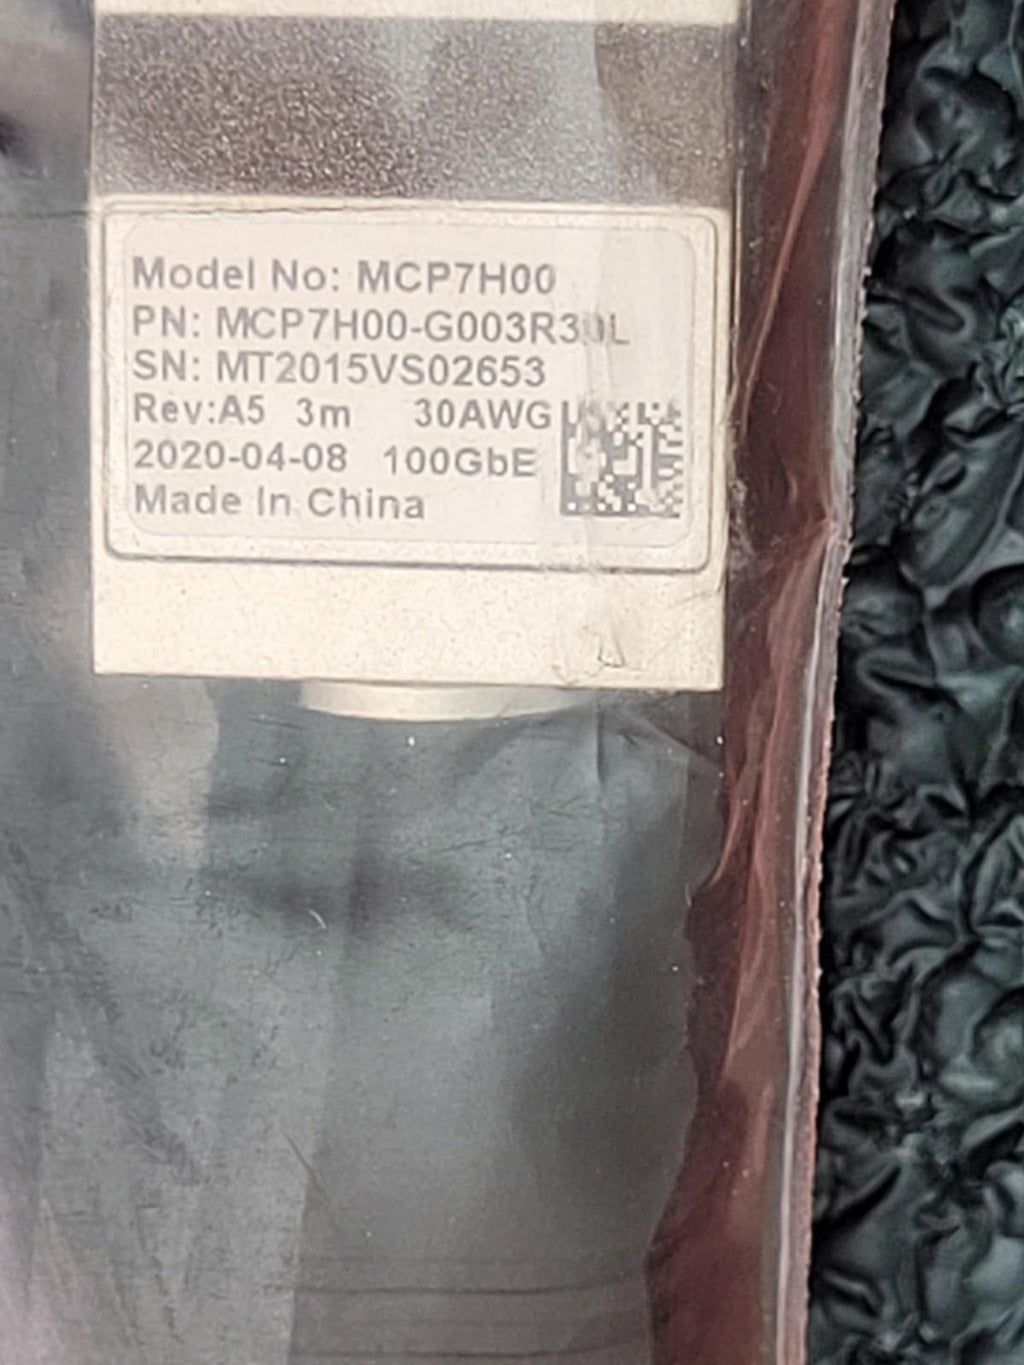 Model No: MCP7H00
PN: MCP7H00-G003R30L
SN: MT2015VS02653
Rev:A5 3m 30AWG
2020-04-08 100GbE
Made In China